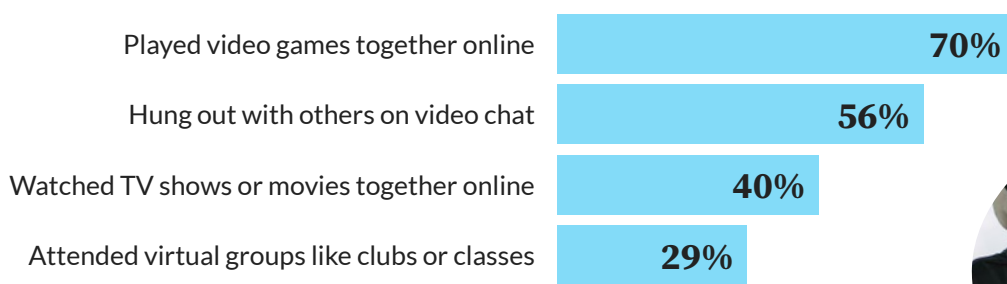 Played video games together online 70%
Hung out with others on video chat 56%
Watched TV shows or movies together online 40%
Attended virtual groups like clubs or classes 29%